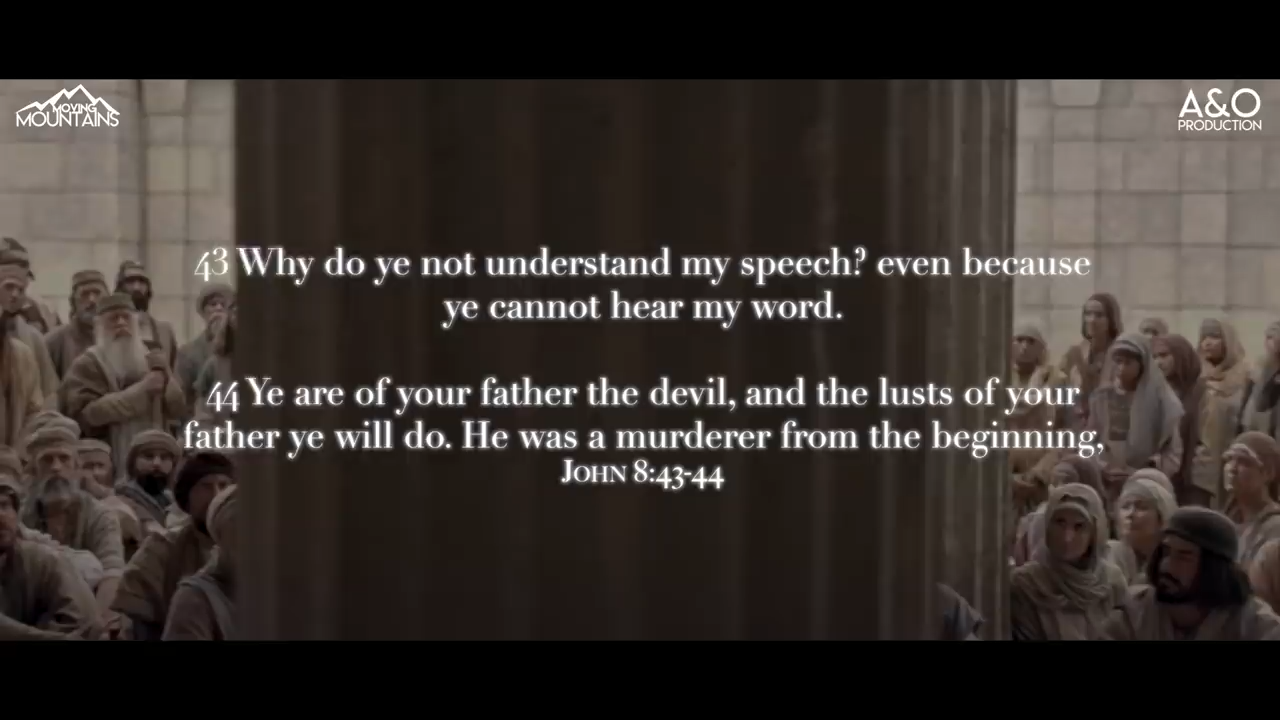 MOVING
MOUNTAINS
A&O
PRODUCTION
43 Why do ye not understand my speech? even because
ye cannot hear my word.
44 Ye are of your father the devil, and the lusts of your
father ye will do. He was a murderer from the beginning,
JOHN 8:43-44